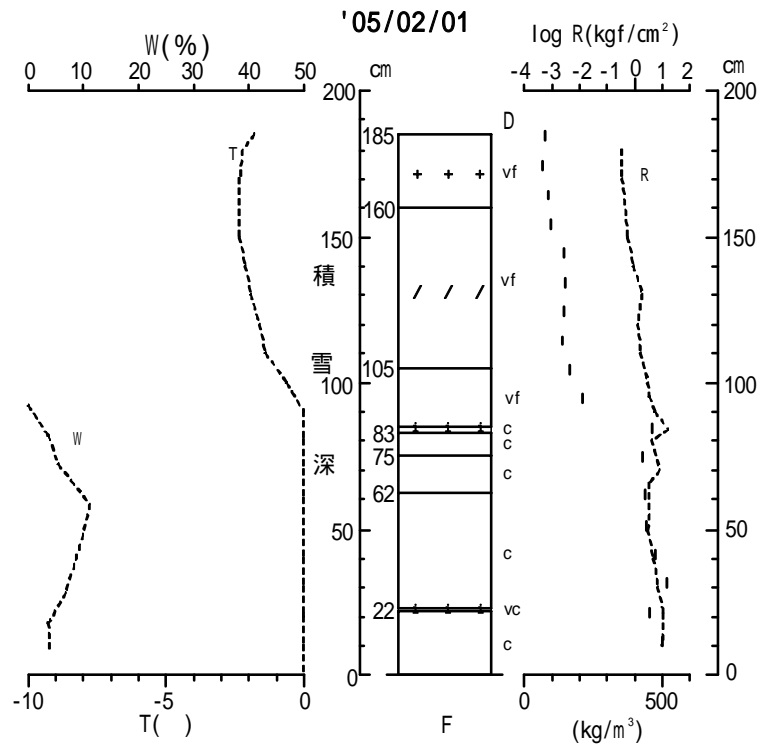 '05/02/01
W(%)
0 10 20 30 40 50
cm
log R(kgf/cm²)
-4 -3 -2 -1 0 1 2
cm
200
200
D
185
T
vf
R
160
150
150
積
vf
雪
105
100
100
vf
W
c
83
c
75
深
c
62
50
50
c
22
vc
c
0
0
-10 -5 0
T( )
F
0 500
(kg/m³)